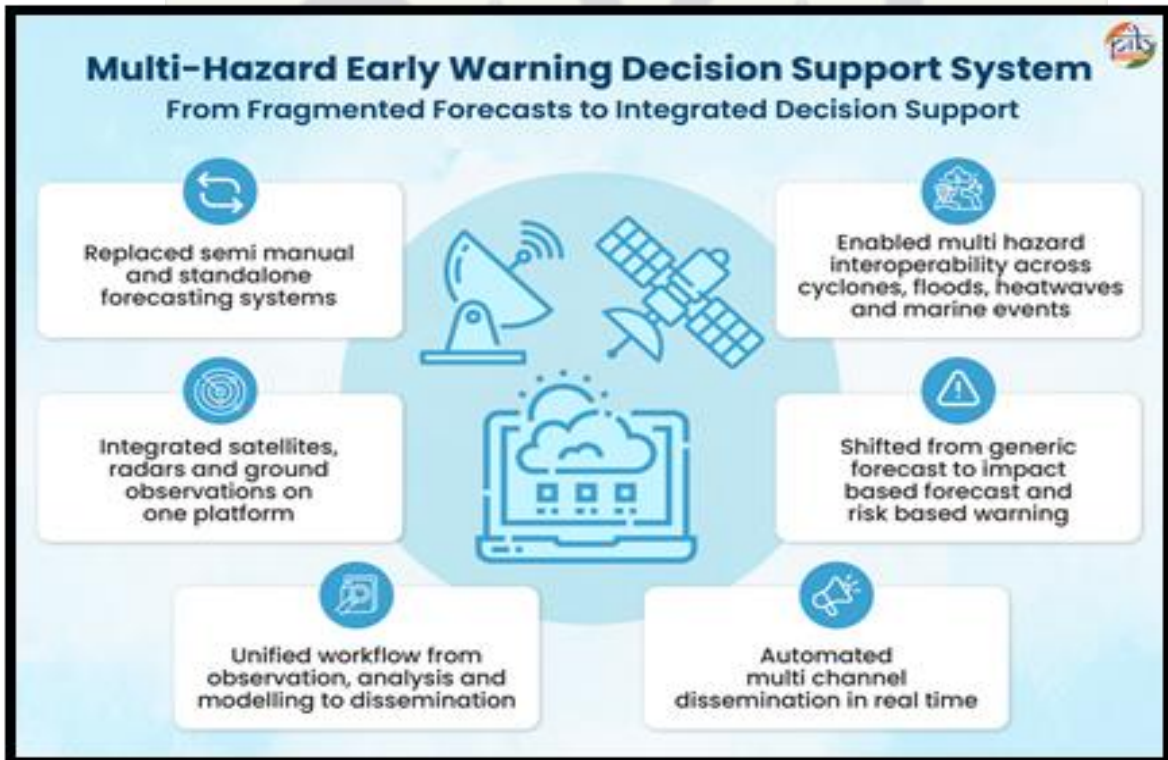 Multi-Hazard Early Warning Decision Support System
From Fragmented Forecasts to Integrated Decision Support
Replaced semi manual
and standalone
forecasting systems
Enabled multi hazard
interoperability across
cyclones, floods, heatwaves
and marine events
Integrated satellites,
radars and ground
observations on
one platform
Shifted from generic
forecast to impact
based forecast and
risk based warning
Unified workflow from
observation, analysis and
modelling to dissemination
Automated
multi channel
dissemination in real time